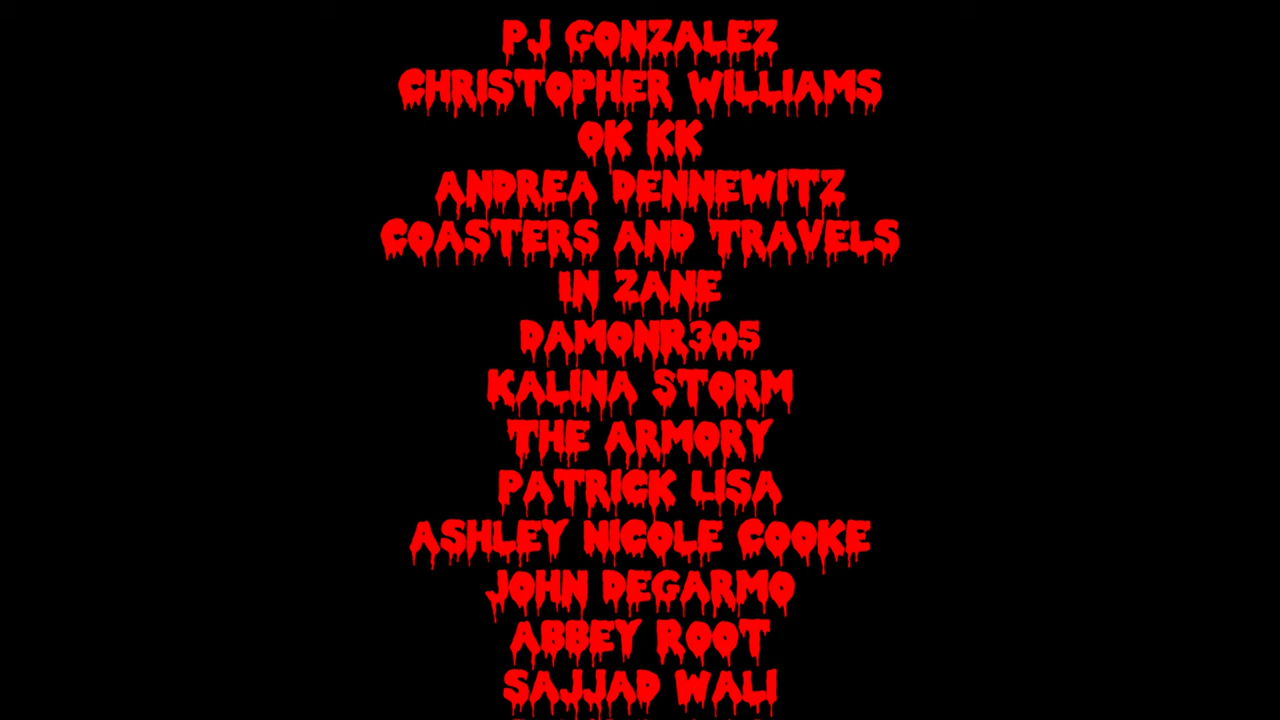 PJ GONZALEZ
CHRISTOPHER WILLIAMS
OK KK
ANDREA DENNEWITZ
COASTERS AND TRAVELS
IN ZANE
DAMONR305
KALINA STORM
THE ARMORY
PATRICK LISA
ASHLEY NICOLE COOKE
JOHN DEGARMO
ABBEY ROOT
SAJJAD WALI